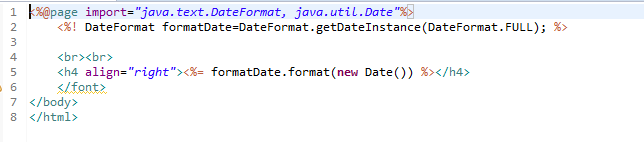 1 <%@page import="java.text.DateFormat, java.util.Date"%>
2 <%! DateFormat formatDate=DateFormat.getDateInstance(DateFormat.FULL); %>
3
4 <br><br>
5 <h4 align="right"><%= formatDate.format(new Date()) %></h4>
6 </font>
7 </body>
8 </html>